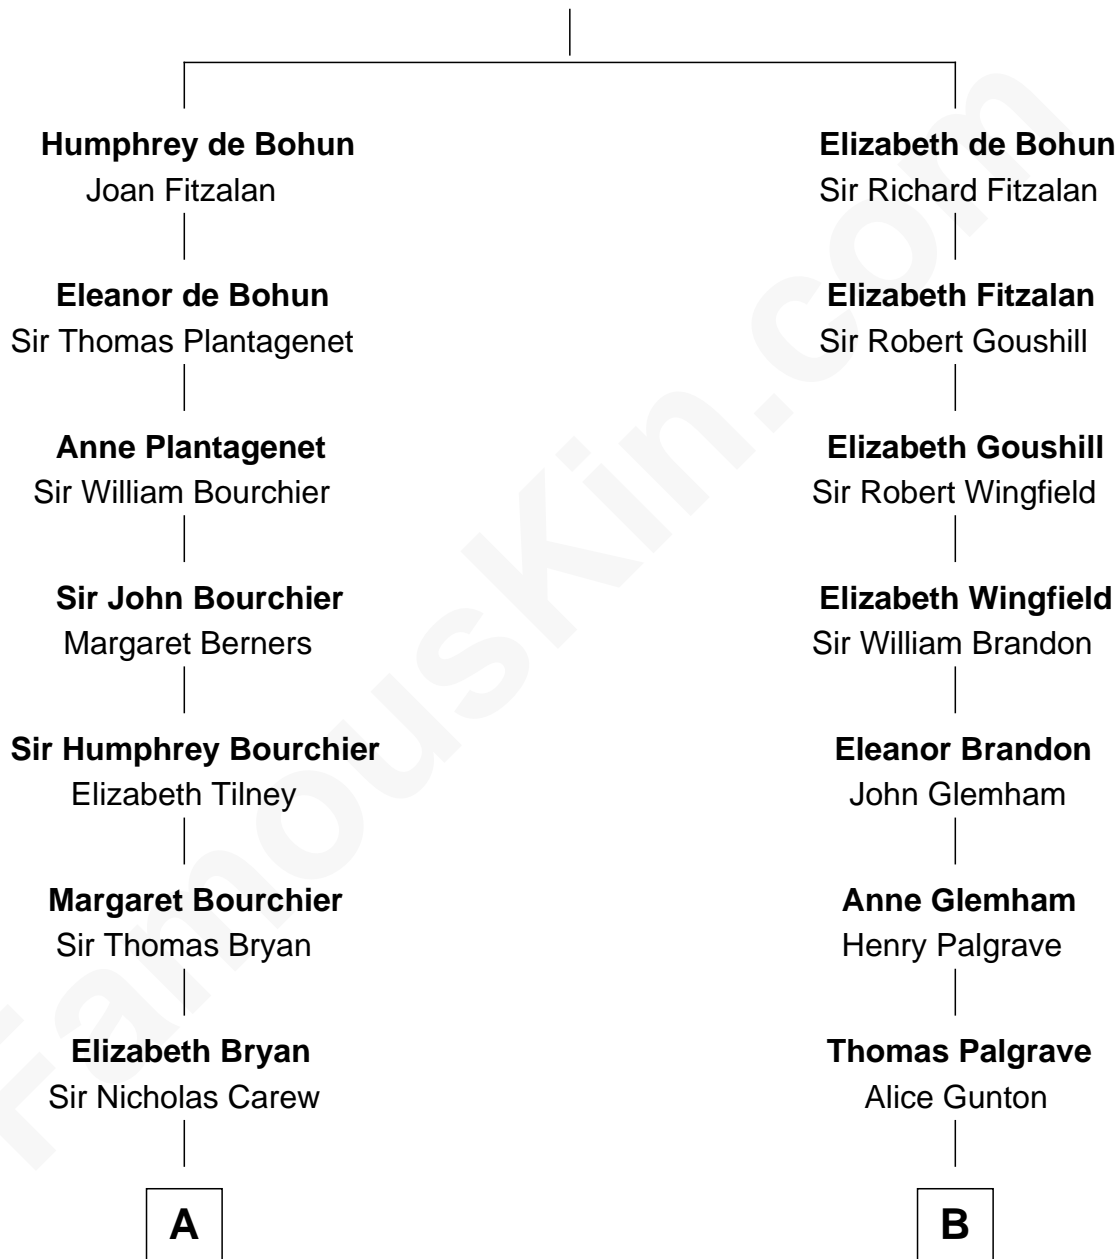 Humphrey de Bohun
Joan Fitzalan
Elizabeth de Bohun
Sir Richard Fitzalan
Eleanor de Bohun
Sir Thomas Plantagenet
Elizabeth Fitzalan
Sir Robert Goushill
Anne Plantagenet
Sir William Bourchier
Elizabeth Goushill
Sir Robert Wingfield
Sir John Bourchier
Margaret Berners
Elizabeth Wingfield
Sir William Brandon
Sir Humphrey Bourchier
Elizabeth Tilney
Eleanor Brandon
John Glemham
Margaret Bourchier
Sir Thomas Bryan
Anne Glemham
Henry Palgrave
Elizabeth Bryan
Sir Nicholas Carew
Thomas Palgrave
Alice Gunton
A
B
FamousKin.com